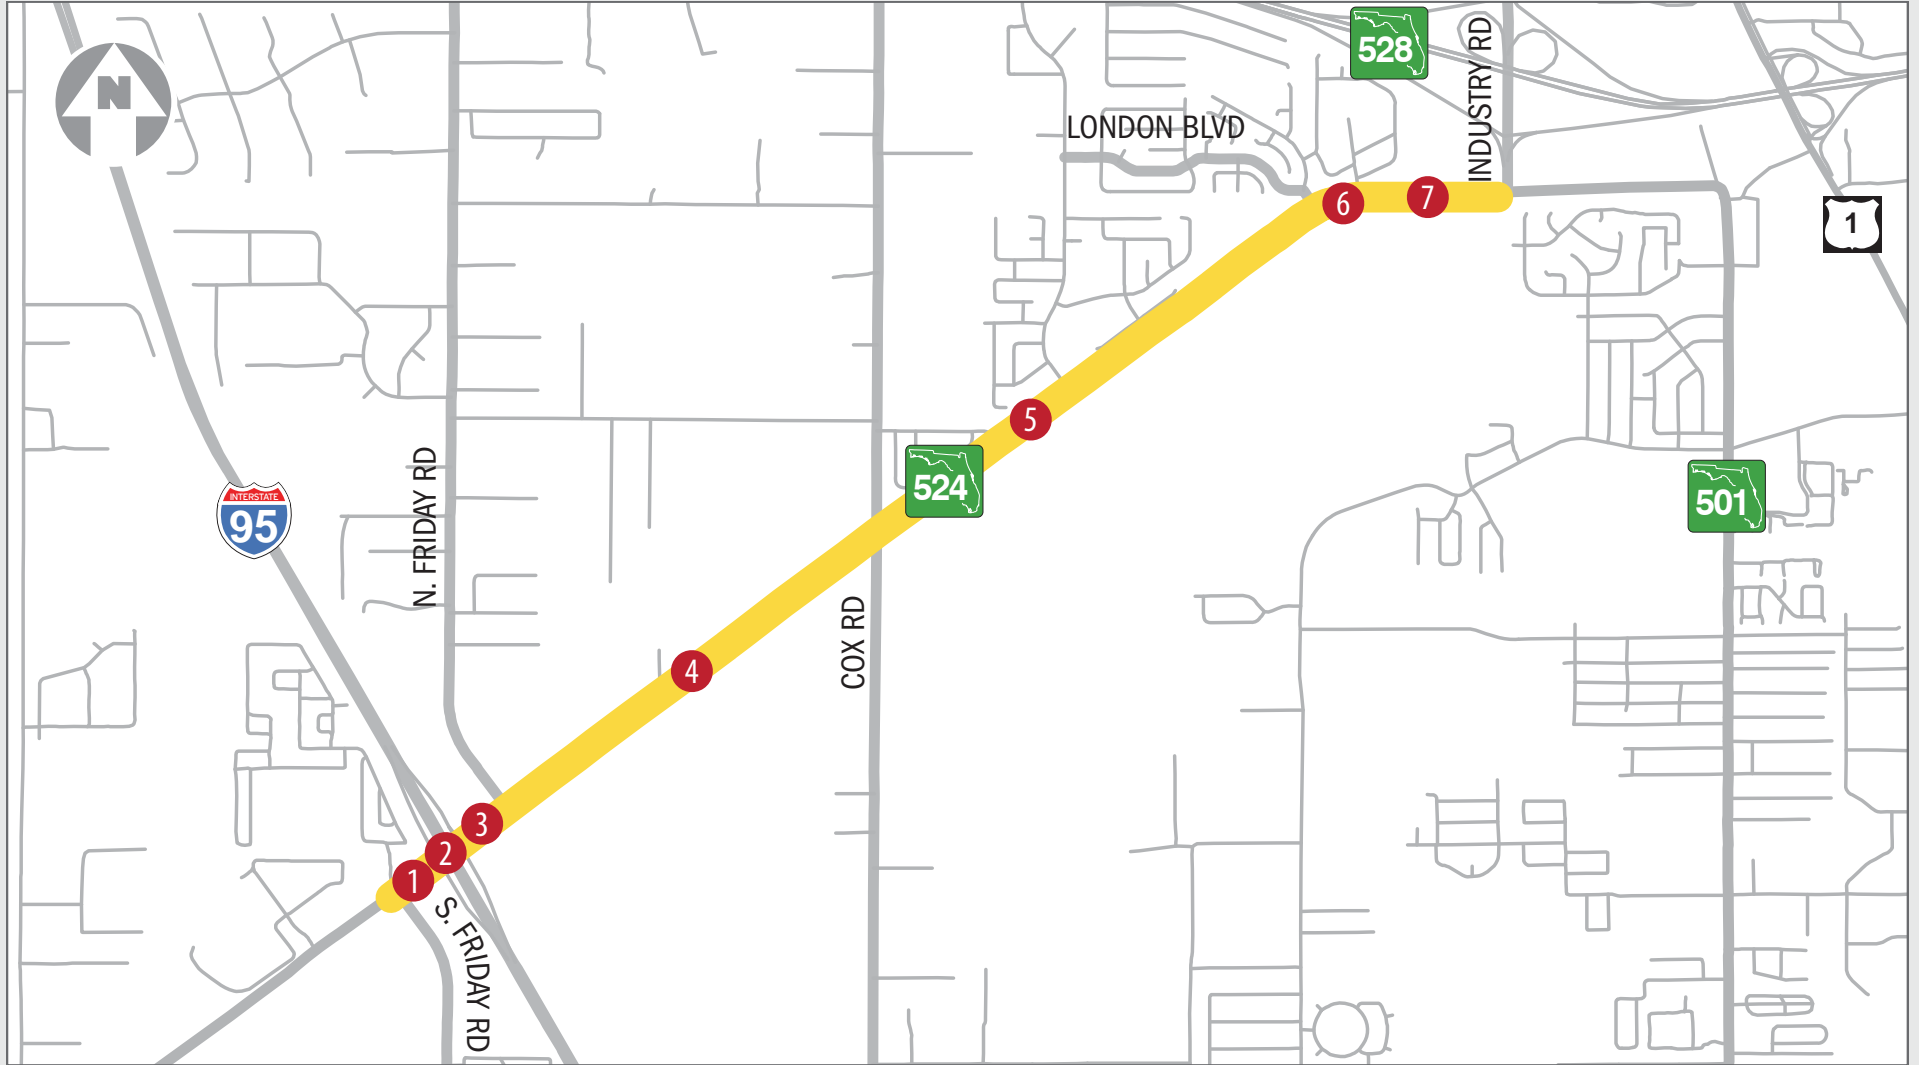 N
528
INDUSTRY RD
LONDON BLVD
6
7
1
5
524
N. FRIDAY RD
INTERSTATE
95
501
COX RD
4
3
2
1
S. FRIDAY RD